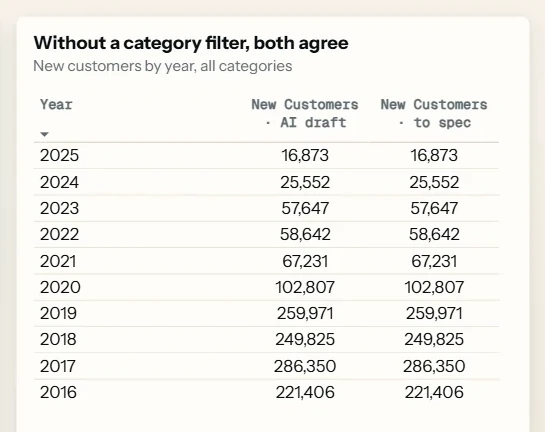 Without a category filter, both agree
New customers by year, all categories
Year New Customers · AI draft New Customers · to spec
2025 16,873 16,873
2024 25,552 25,552
2023 57,647 57,647
2022 58,642 58,642
2021 67,231 67,231
2020 102,807 102,807
2019 259,971 259,971
2018 249,825 249,825
2017 286,350 286,350
2016 221,406 221,406